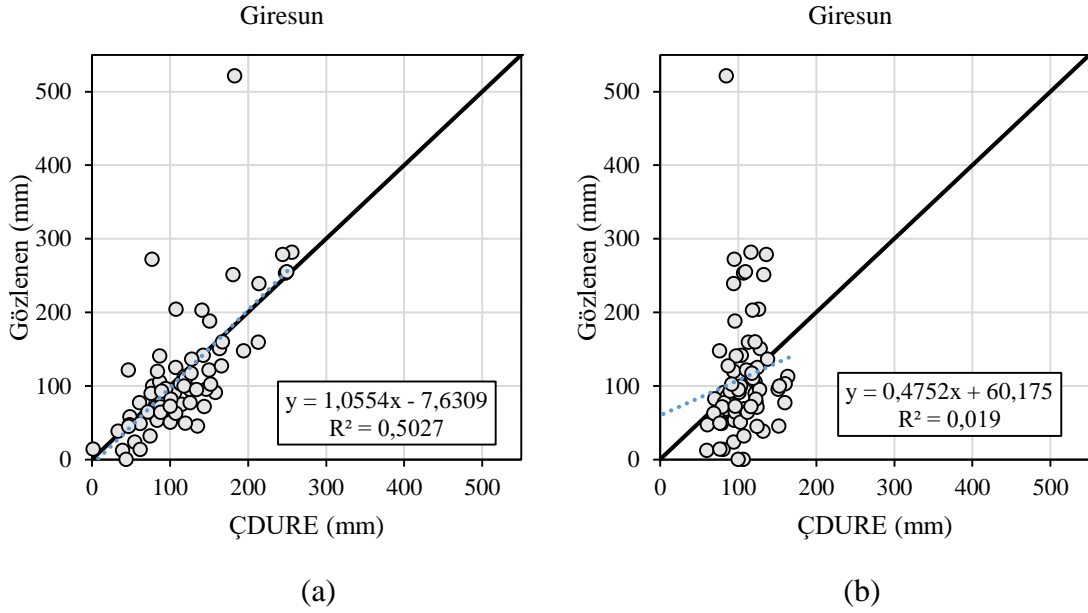 Giresun
500
400
300
200
100
0
Gözlenen (mm)
y = 1,0554x - 7,6309
R² = 0,5027
0 100 200 300 400 500
ÇDURE (mm)
(a)
Giresun
500
400
300
200
100
0
Gözlenen (mm)
y = 0,4752x + 60,175
R² = 0,019
0 100 200 300 400 500
ÇDURE (mm)
(b)